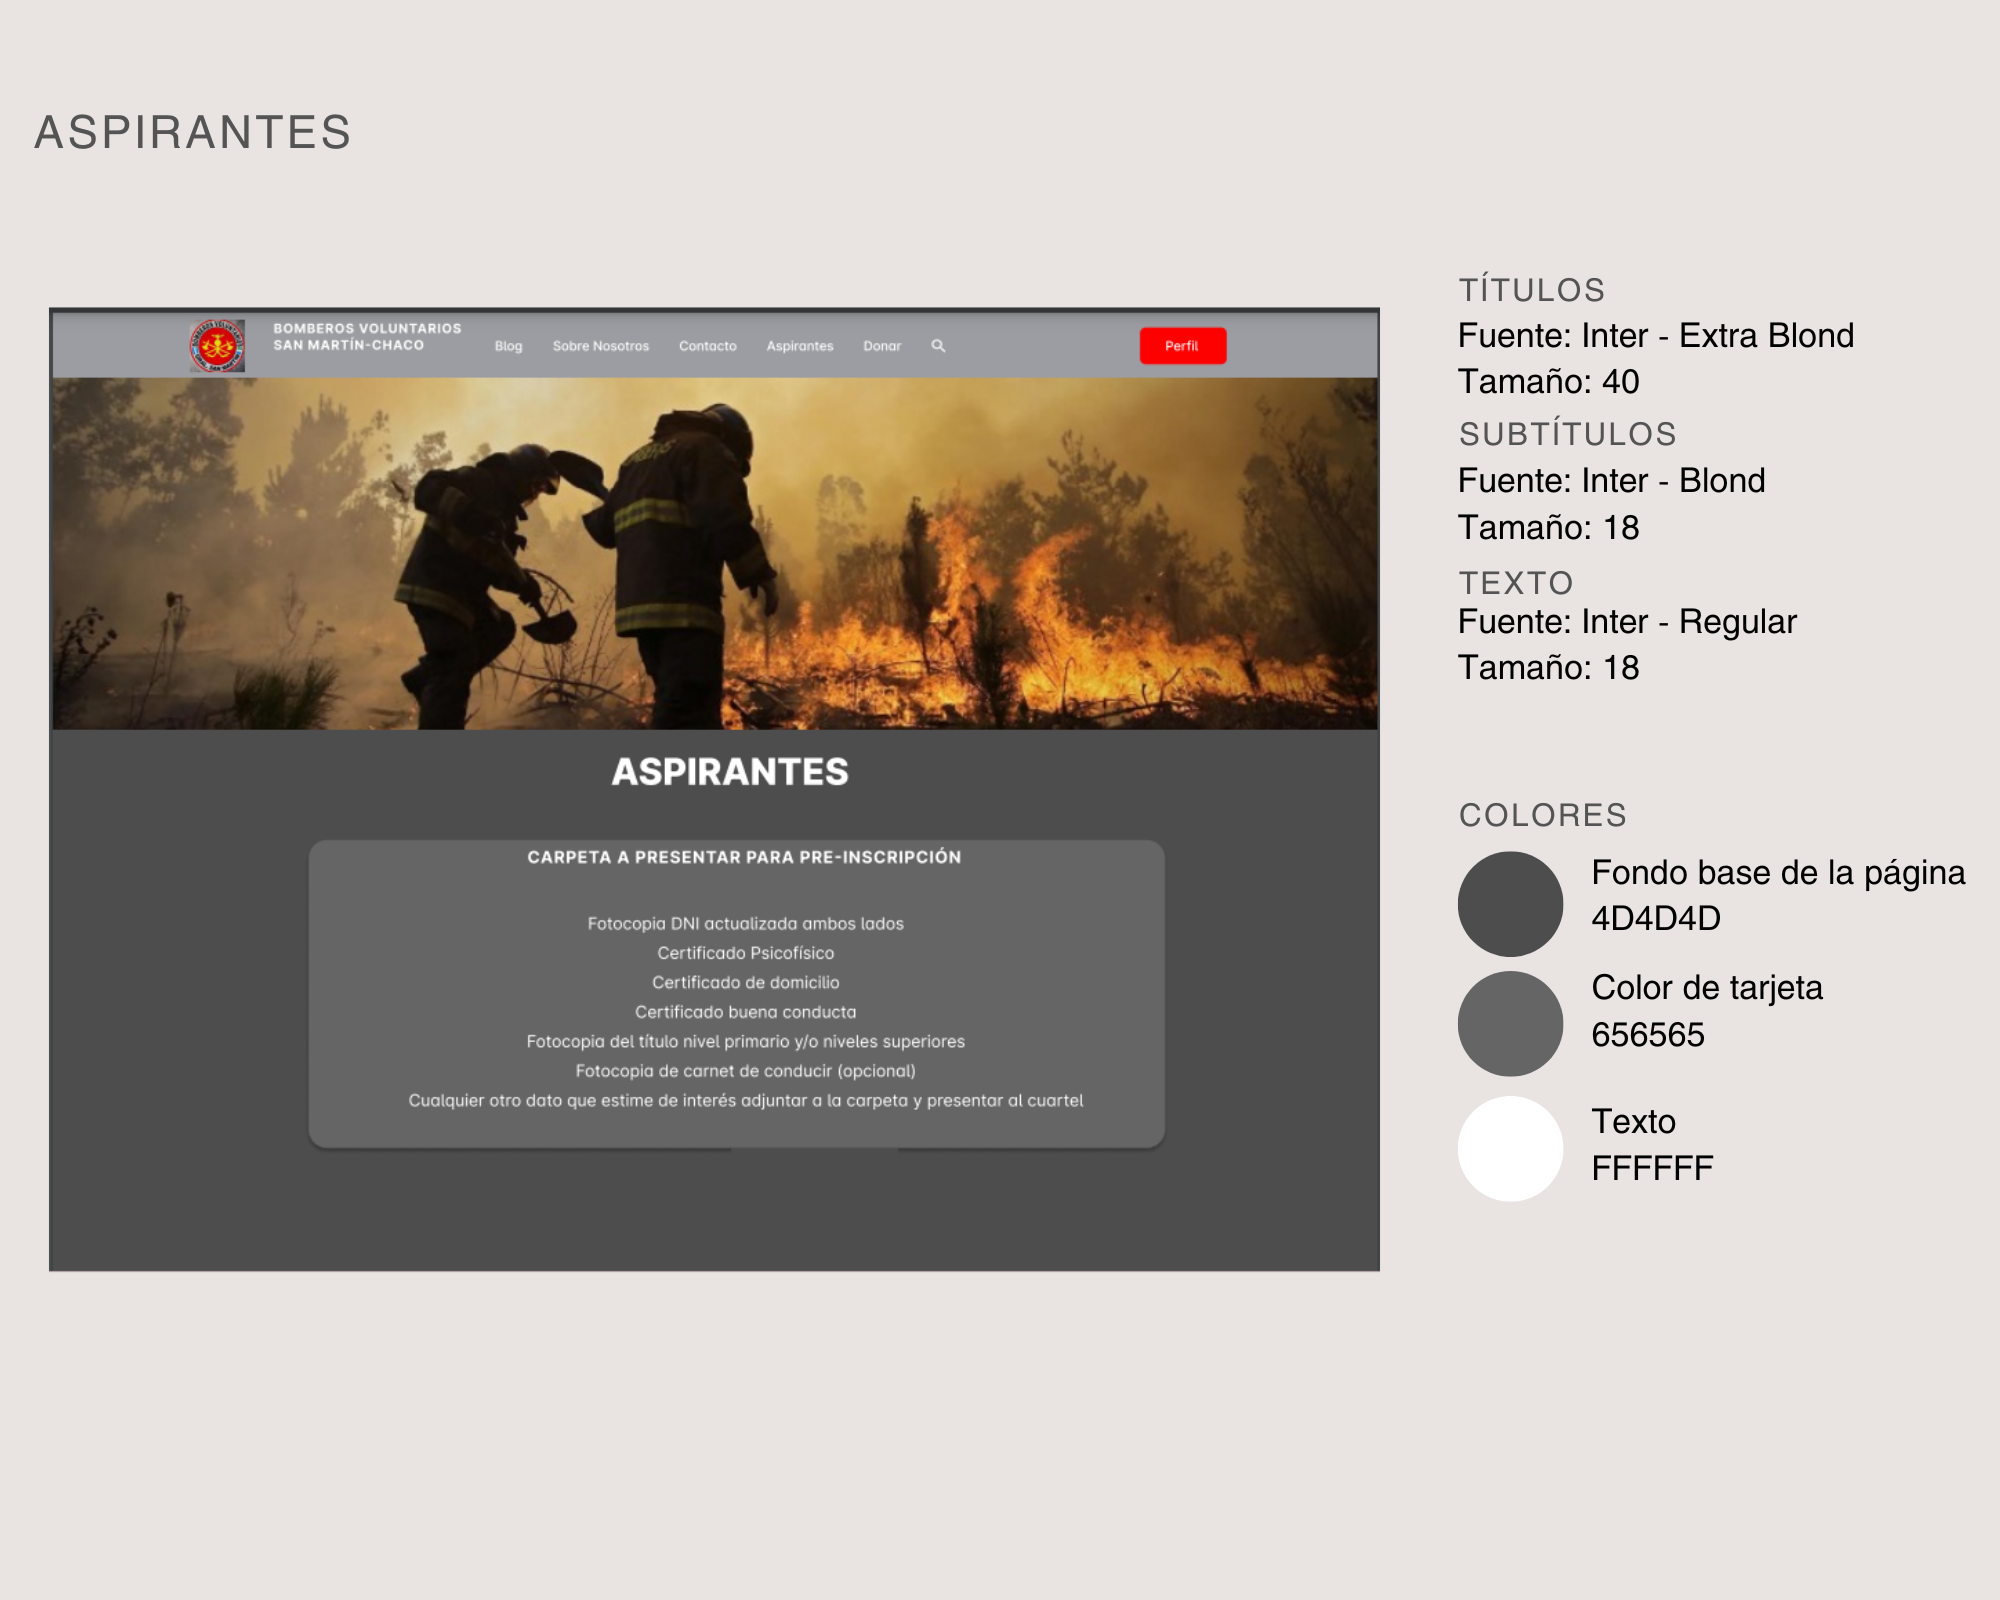 ASPIRANTES
BOMBEROS VOLUNTARIOS
SAN MARTÍN-CHACO
Blog
Sobre Nosotros
Contacto
Aspirantes
Donar
Perfil
ASPIRANTES
CARPETA A PRESENTAR PARA PRE-INSCRIPCIÓN
Fotocopia DNI actualizada ambos lados
Certificado Psicofísico
Certificado de domicilio
Certificado buena conducta
Fotocopia del título nivel primario y/o niveles superiores
Fotocopia de carnet de conducir (opcional)
Cualquier otro dato que estime de interés adjuntar a la carpeta y presentar al cuartel
TÍTULOS
Fuente: Inter - Extra Blond
Tamaño: 40
SUBTÍTULOS
Fuente: Inter - Blond
Tamaño: 18
TEXTO
Fuente: Inter - Regular
Tamaño: 18
COLORES
Fondo base de la página
4D4D4D
Color de tarjeta
656565
Texto
FFFFFF